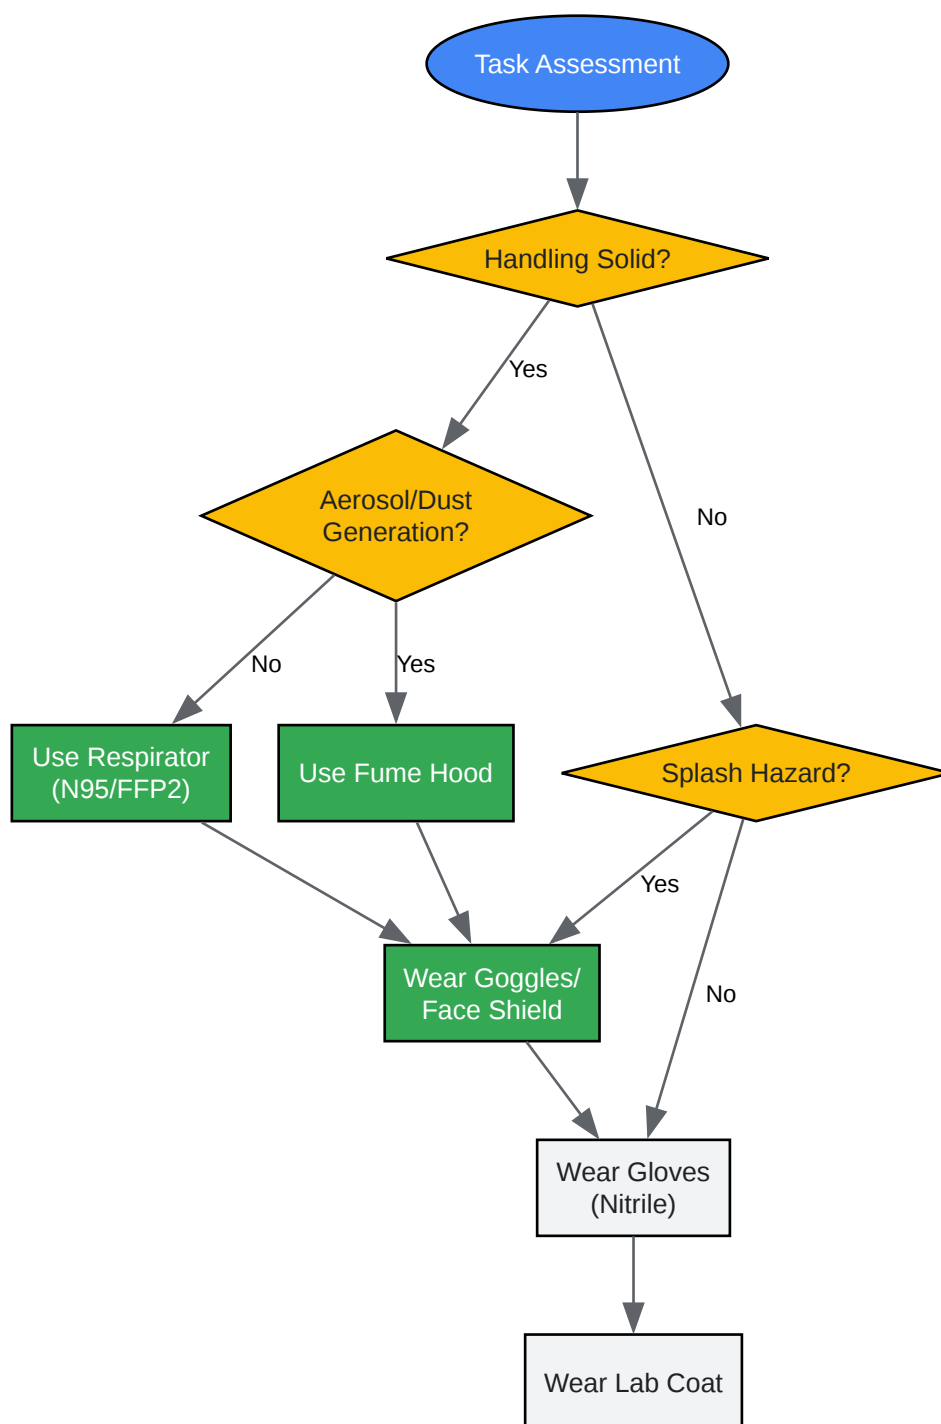 Task Assessment
Handling Solid?
Yes
Aerosol/Dust
Generation?
No
No
Yes
Use Respirator
(N95/FFP2)
Use Fume Hood
Splash Hazard?
Yes
Wear Goggles/
Face Shield
No
Wear Gloves
(Nitrile)
Wear Lab Coat